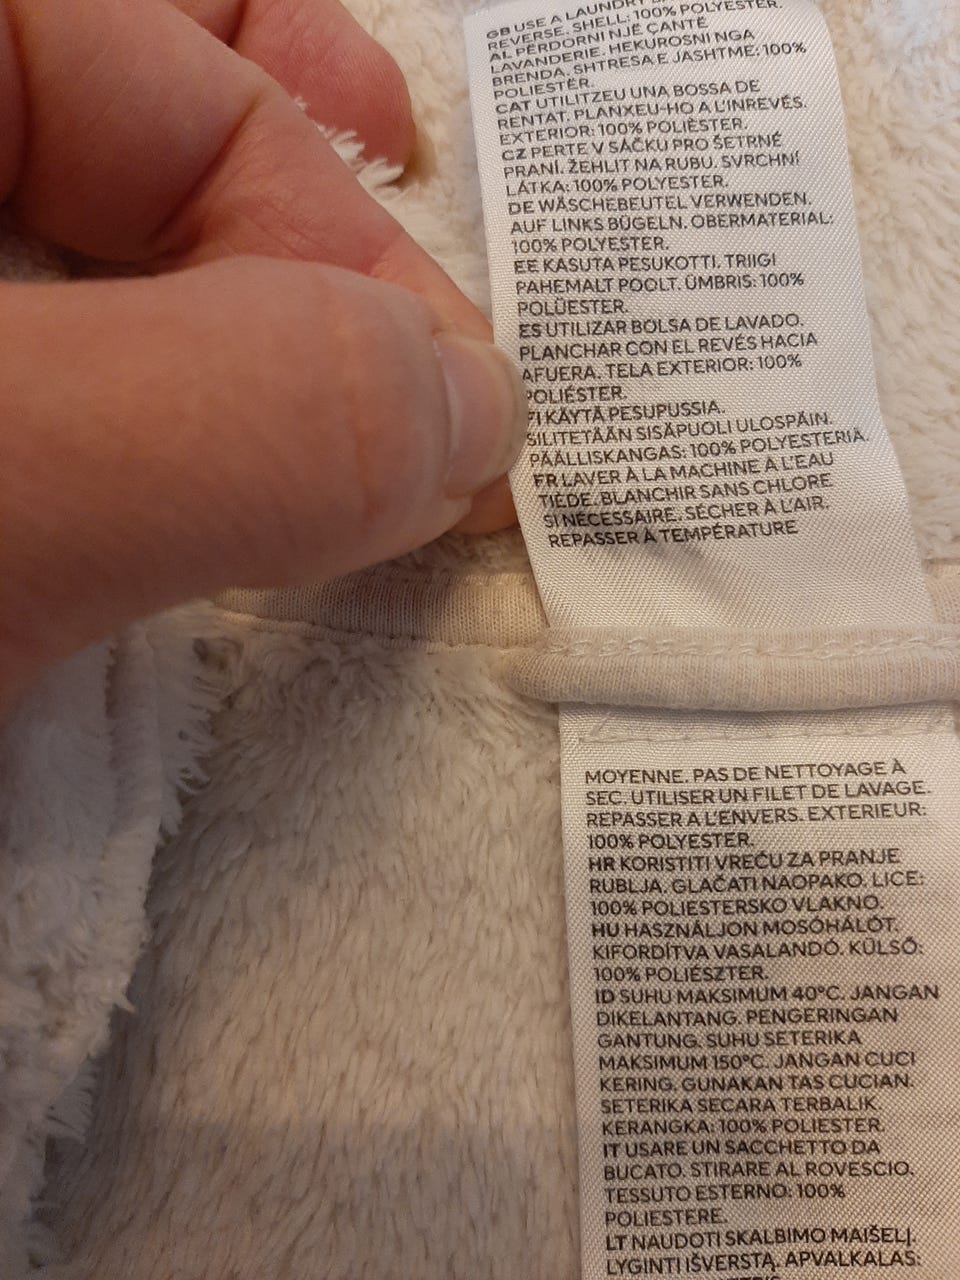 GB USE A LAUNDRY
REVERSE. SHELL: 100% POLYESTER.
AL PËRDORNI NJË ÇANTË
LAVANDERIE. HEKUROSNI NGA
BRENDA. SHTRESA E JASHTME: 100%
POLIESTËR.
CAT UTILITZEU UNA BOSSA DE
RENTAT. PLANXEU-HO A L'INREVÉS.
EXTERIOR: 100% POLIÈSTER.
CZ PERTE V SÁČKU PRO ŠETRNÉ
PRANÍ. ŽEHLIT NA RUBU. SVRCHNÍ
LÁTKA: 100% POLYESTER.
DE WÄSCHEBEUTEL VERWENDEN.
AUF LINKS BÜGELN. OBERMATERIAL:
100% POLYESTER.
EE KASUTA PESUKOTTI. TRIIGI
PAHEMALT POOLT. ÜMBRIS: 100%
POLÜESTER.
ES UTILIZAR BOLSA DE LAVADO.
PLANCHAR CON EL REVÉS HACIA
AFUERA. TELA EXTERIOR: 100%
POLIÉSTER.
FI KÄYTÄ PESUPUSSIA.
SILITETÄÄN SISÄPUOLI ULOSPÄIN.
PÄÄLLISKANGAS: 100% POLYESTERIÄ.
FR LAVER À LA MACHINE À L'EAU
TIÈDE. BLANCHIR SANS CHLORE
SI NÉCESSAIRE. SÉCHER À L'AIR.
REPASSER À TEMPÉRATURE
MOYENNE. PAS DE NETTOYAGE À
SEC. UTILISER UN FILET DE LAVAGE.
REPASSER A L'ENVERS. EXTERIEUR:
100% POLYESTER.
HR KORISTITI VREĆU ZA PRANJE
RUBLJA. GLAČATI NAOPAKO. LICE:
100% POLIESTERSKO VLAKNO.
HU HASZNÁLJON MOSÓHÁLÓT.
KIFORDÍTVA VASALANDÓ. KÜLSŐ:
100% POLIÉSZTER.
ID SUHU MAKSIMUM 40°C. JANGAN
DIKELANTANG. PENGERINGAN
GANTUNG. SUHU SETERIKA
MAKSIMUM 150°C. JANGAN CUCI
KERING. GUNAKAN TAS CUCIAN.
SETERIKA SECARA TERBALIK.
KERANGKA: 100% POLIESTER.
IT USARE UN SACCHETTO DA
BUCATO. STIRARE AL ROVESCIO.
TESSUTO ESTERNO: 100%
POLIESTERE.
LT NAUDOTI SKALBIMO MAIŠELĮ.
LYGINTI IŠVERSTĄ. APVALKALAS: